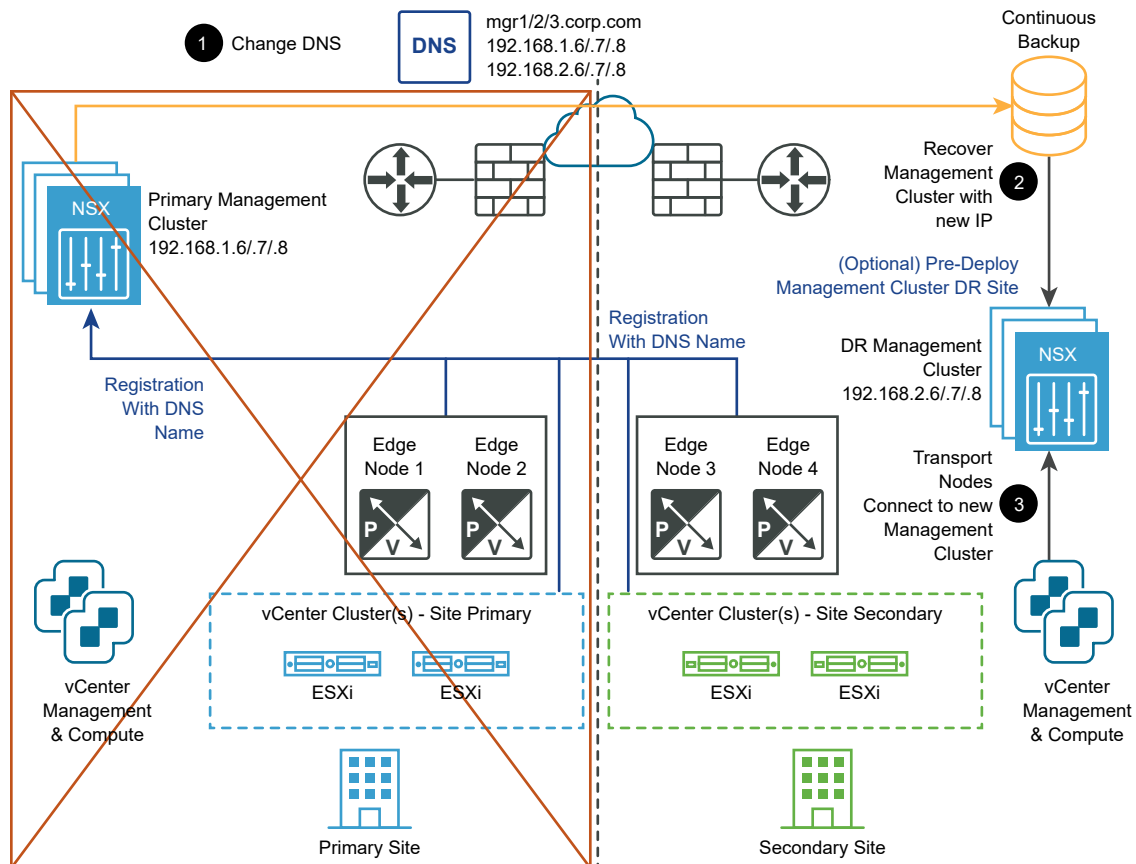 1
Change DNS
DNS
mgr1/2/3.corp.com
192.168.1.6/.7/.8
192.168.2.6/.7/.8
Continuous
Backup
NSX
Primary Management
Cluster
192.168.1.6/.7/.8
Recover
Management
Cluster with
new IP
2
(Optional) Pre-Deploy
Management Cluster DR Site
Registration
With DNS
Name
Registration
With DNS Name
DR Management
Cluster
192.168.2.6/.7/.8
NSX
Edge
Node 1
Edge
Node 2
Edge
Node 3
Edge
Node 4
P
V
P
V
P
V
P
V
Transport
Nodes
Connect to new
Management
Cluster
3
vCenter Cluster(s) - Site Primary
ESXi
ESXi
vCenter Cluster(s) - Site Secondary
ESXi
ESXi
vCenter
Management
& Compute
vCenter
Management
& Compute
Primary Site
Secondary Site